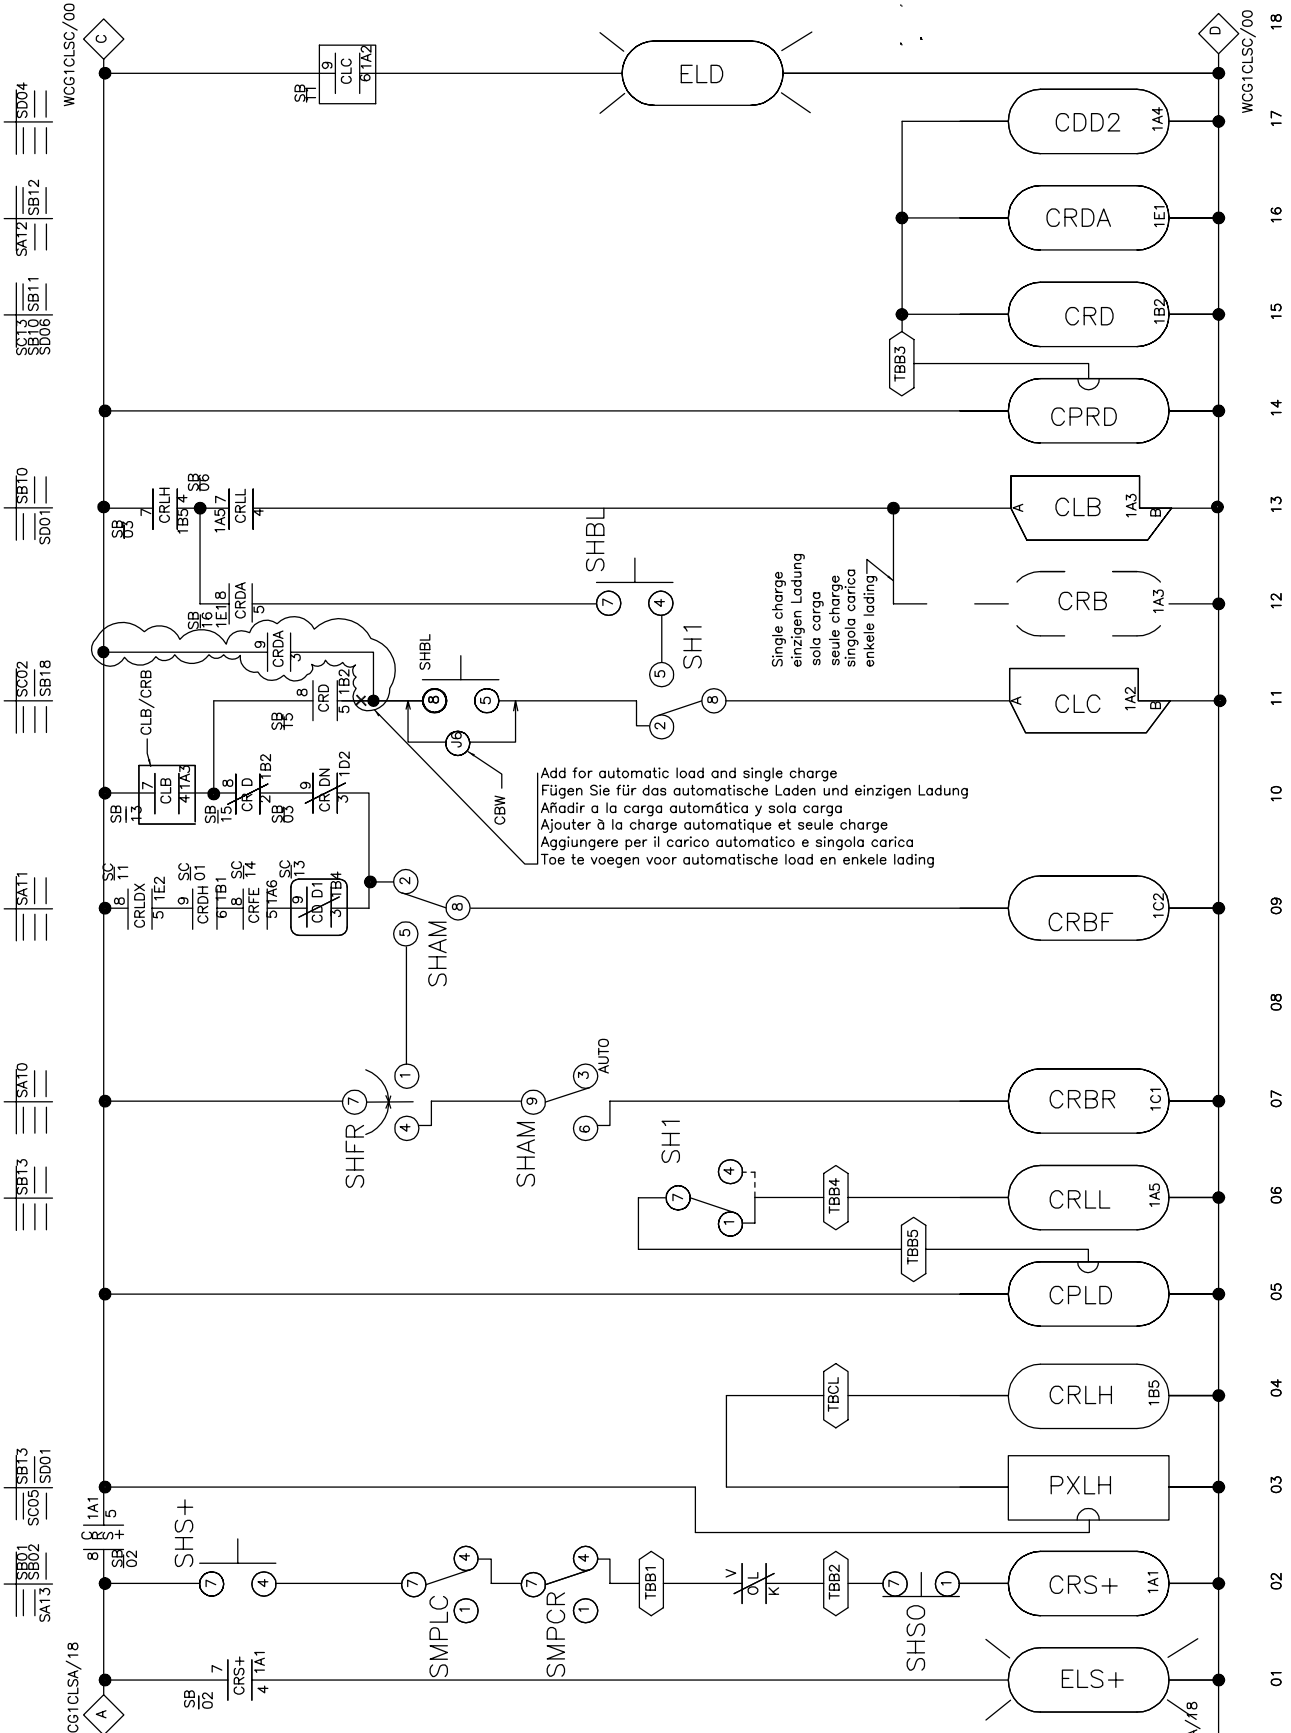 WCG1CLSC/00
C
SD04
SA12
SB12
SC13
SB10
SD06
SB11
SD01
SB10
SC02
SB18
SA11
SA10
SB13
SC05
SB13
SD01
SA13
SB01
SB02
CG1CLSA/18
A
18
17
16
15
14
13
12
11
10
09
08
07
06
05
04
03
02
01
SB
11
9
CLC
6 1A2
ELD
D
WCG1CLSC/00
CDD2
1A4
CRDA
1E1
CRD
1B2
TBB3
CPRD
SB
03
7
CRLH
1B5 4
SB
06
1A5 7
CRLL
4
CLB
A
1A3
B
SB
16
1E1 8
CRDA
5
SHBL
7
4
CRB
1A3
Single charge
einzigen Ladung
sola carga
seule charge
singola carica
enkele lading
9
CRDA
3
5
SH1
CLB/CRB
SB
15
8
CRD
5 1B2
SHBL
8
5
J6
2
8
CLC
A
1A2
B
SB
13
7
CLB
4 1A3
SB
15
8
CRD
2 1B2
SB
03
9
CRDN
3 1D2
CBW
Add for automatic load and single charge
Fügen Sie für das automatische Laden und einzigen Ladung
Añadir a la carga automática y sola carga
Ajouter à la charge automatique et seule charge
Aggiungere per il carico automatico e singola carica
Toe te voegen voor automatische load en enkele lading
SC
11
8
CRLDX
5 1E2
SC
01
9
CRDH
6 1B1
SC
14
8
CRFE
5 1A6
SC
13
9
CDD1
3 1B4
2
8
5
SHAM
CRBF
1C2
SHFR
7
1
4
SHAM
9
3
AUTO
6
CRBR
1C1
SH1
7
4
1
TBB4
CRLL
1A5
TBB5
CPLD
TBCL
CRLH
1B5
PXLH
8
CRS+
1A1
5
SB
02
SHS+
7
4
SMPLC
7
4
1
SMPCR
7
4
1
TBB1
V
OL
K
TBB2
SHSO
7
1
CRS+
1A1
SB
02
7
CRS+
4 1A1
ELS+
A/18